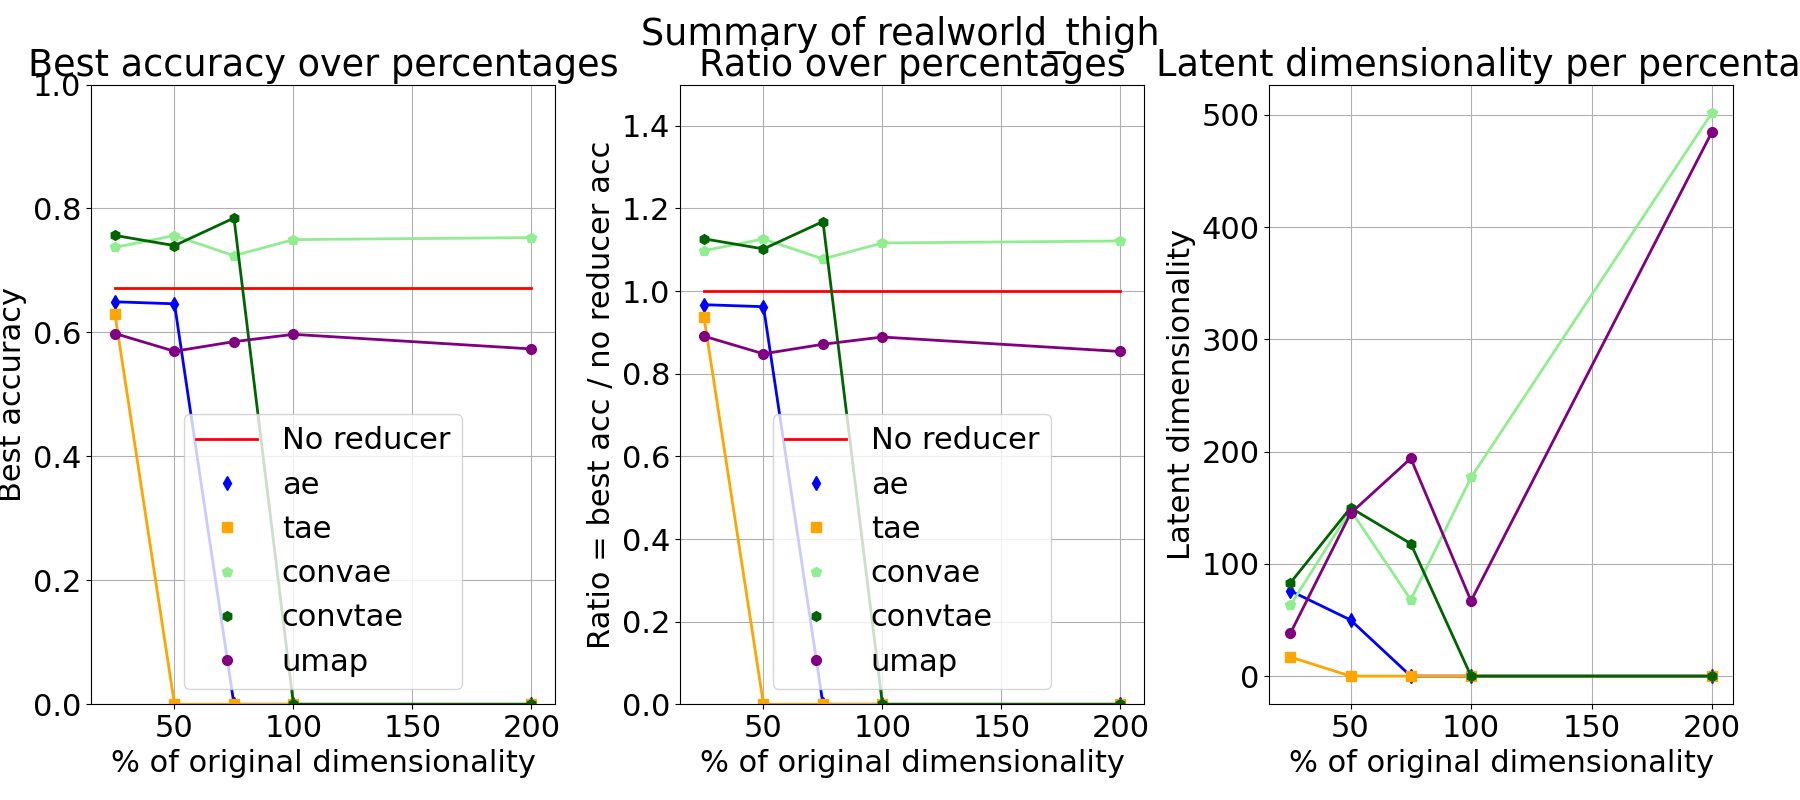 Summary of realworld_thigh
Best accuracy over percentages
1.0
0.8
0.6
0.4
0.2
0.0
Best accuracy
50
100
150
200
% of original dimensionality
No reducer
ae
tae
convae
convtae
umap
Ratio over percentages
1.4
1.2
1.0
0.8
0.6
0.4
0.2
0.0
Ratio = best acc / no reducer acc
50
100
150
200
% of original dimensionality
No reducer
ae
tae
convae
convtae
umap
Latent dimensionality per percenta
500
400
300
200
100
0
Latent dimensionality
50
100
150
200
% of original dimensionality